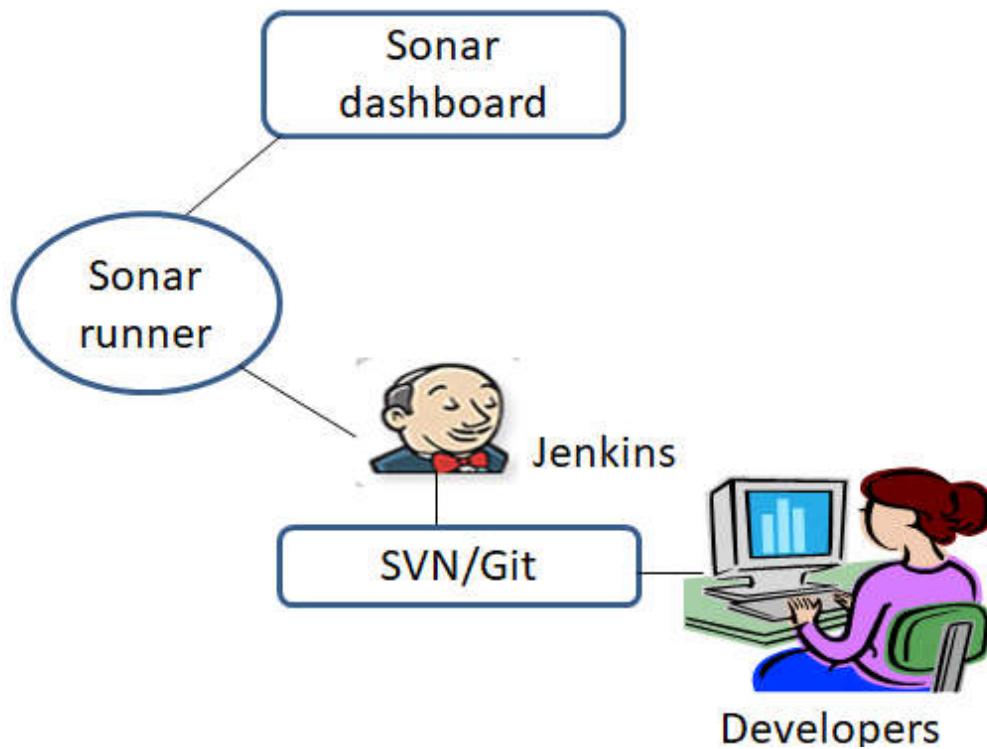 Sonar
dashboard
Sonar
runner
Jenkins
SVN/Git
Developers